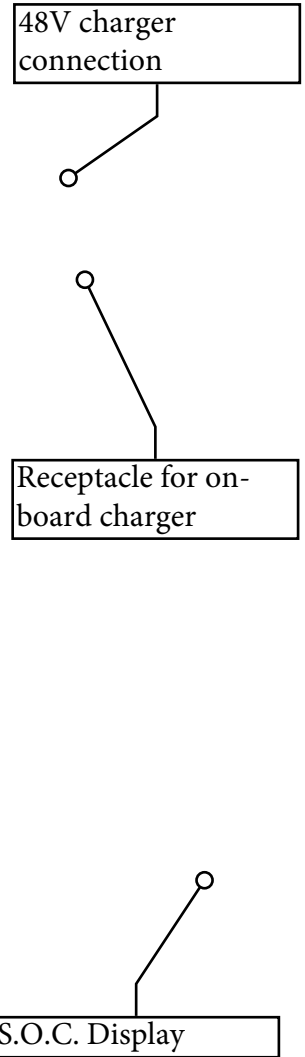 48V charger
connection
Receptacle for on-
board charger
S.O.C. Display